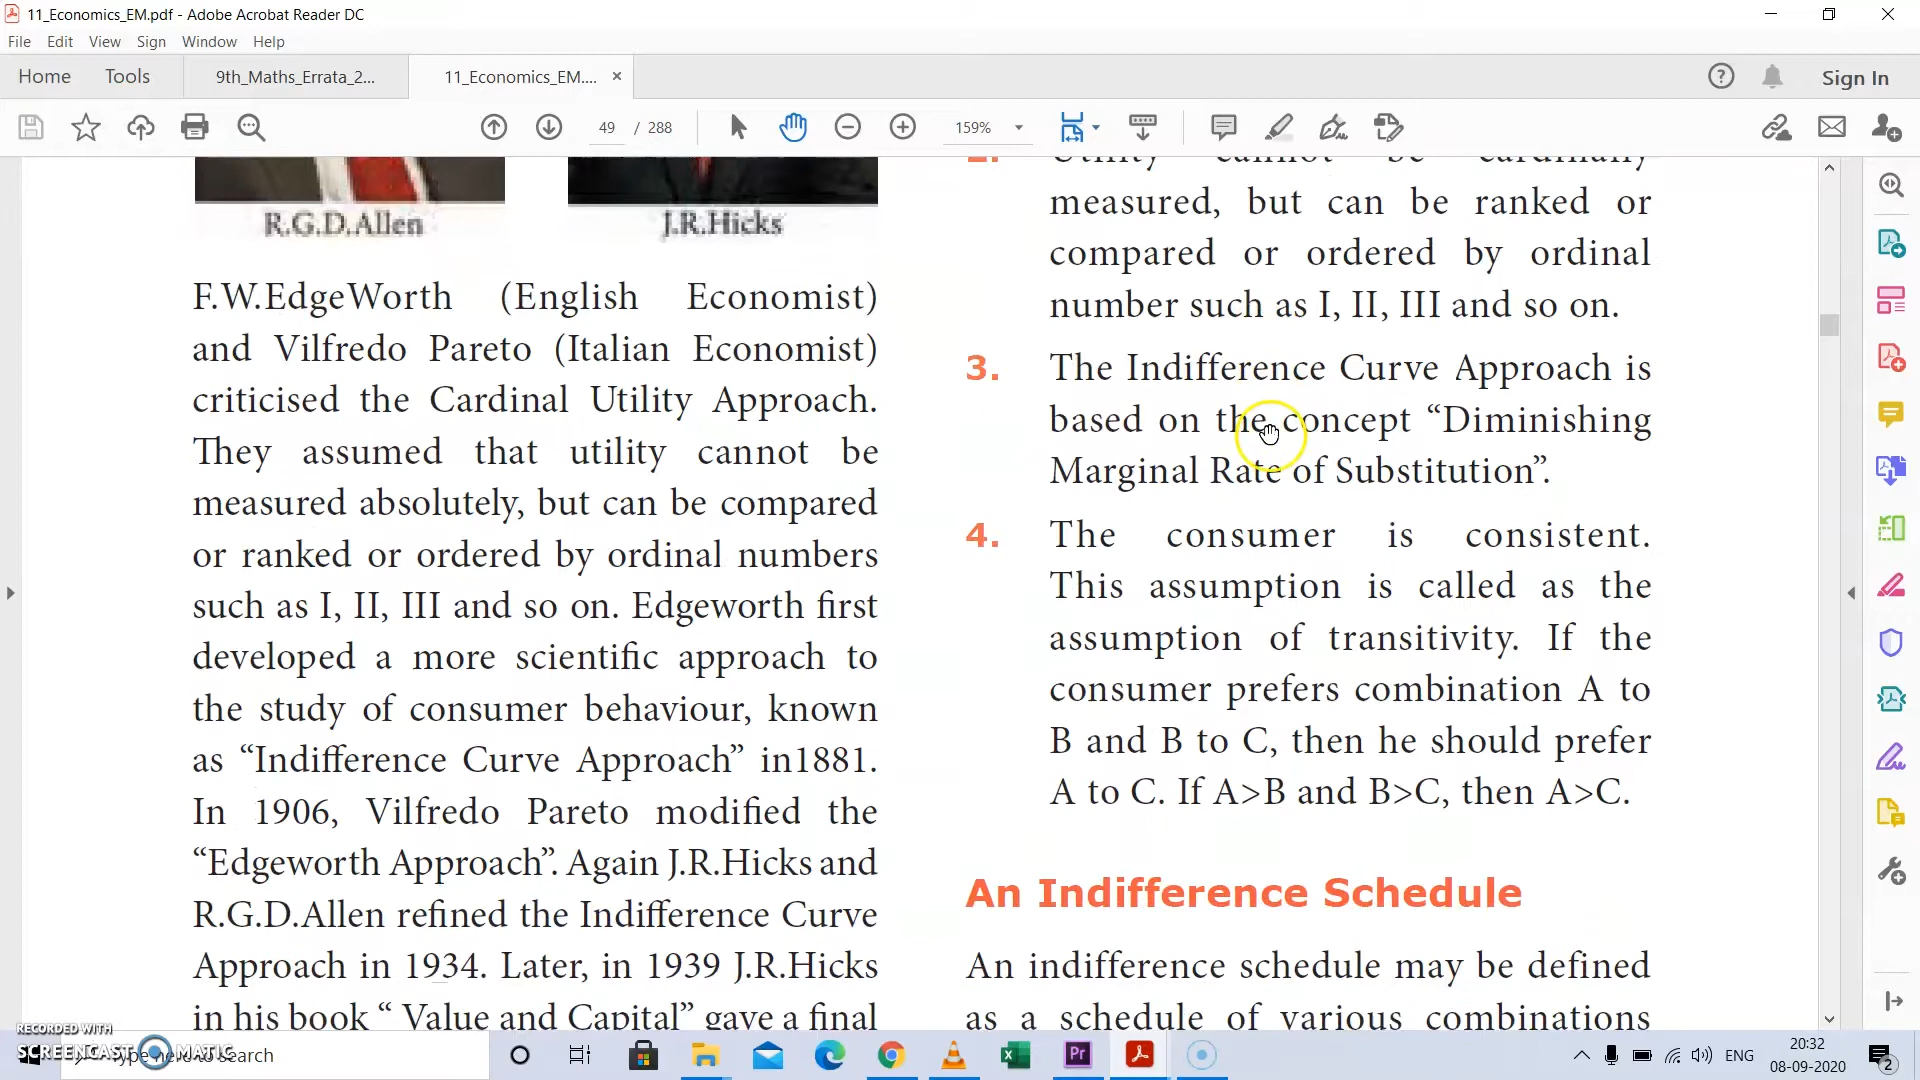 11_Economics_EM.pdf - Adobe Acrobat Reader DC
File Edit View Sign Window Help
Home Tools 9th_Maths_Errata_2... 11_Economics_EM.... × Sign In
49 / 288 159%
R.G.D.Allen J.R.Hicks
F.W.EdgeWorth (English Economist)
and Vilfredo Pareto (Italian Economist)
criticised the Cardinal Utility Approach.
They assumed that utility cannot be
measured absolutely, but can be compared
or ranked or ordered by ordinal numbers
such as I, II, III and so on. Edgeworth first
developed a more scientific approach to
the study of consumer behaviour, known
as “Indifference Curve Approach” in1881.
In 1906, Vilfredo Pareto modified the
“Edgeworth Approach”. Again J.R.Hicks and
R.G.D.Allen refined the Indifference Curve
Approach in 1934. Later, in 1939 J.R.Hicks
in his book “ Value and Capital” gave a final
2. Utility cannot be cardinally
measured, but can be ranked or
compared or ordered by ordinal
number such as I, II, III and so on.
3. The Indifference Curve Approach is
based on the concept “Diminishing
Marginal Rate of Substitution”.
4. The consumer is consistent.
This assumption is called as the
assumption of transitivity. If the
consumer prefers combination A to
B and B to C, then he should prefer
A to C. If A>B and B>C, then A>C.
An Indifference Schedule
An indifference schedule may be defined
as a schedule of various combinations
RECORDED WITH
SCREENCAST MATIC
Type here to search
ENG
20:32
08-09-2020
2